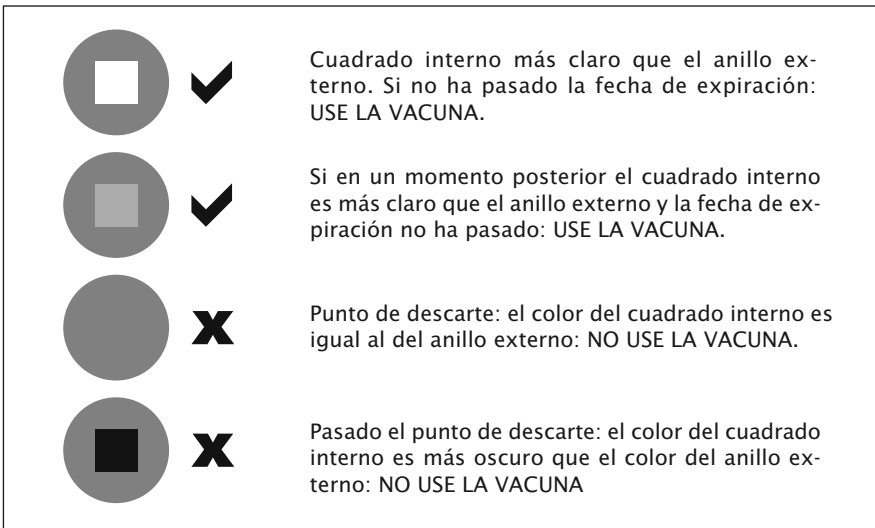 Cuadrado interno más claro que el anillo ex-
terno. Si no ha pasado la fecha de expiración:
USE LA VACUNA.
Si en un momento posterior el cuadrado interno
es más claro que el anillo externo y la fecha de ex-
piración no ha pasado: USE LA VACUNA.
Punto de descarte: el color del cuadrado interno es
igual al del anillo externo: NO USE LA VACUNA.
Pasado el punto de descarte: el color del cuadrado
interno es más oscuro que el color del anillo ex-
terno: NO USE LA VACUNA